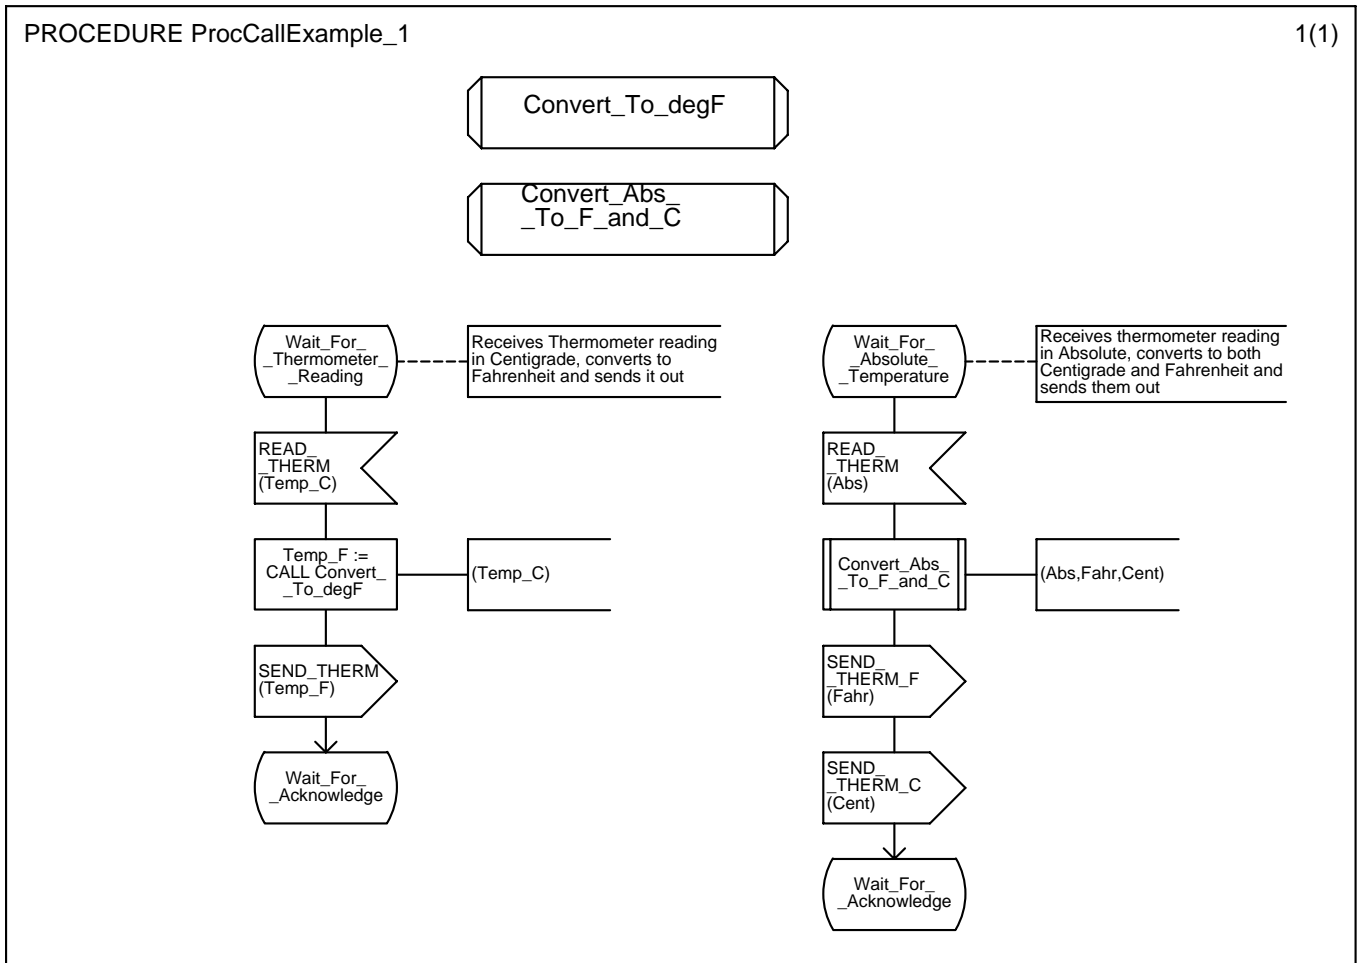 PROCEDURE ProcCallExample_1
1(1)
Convert_To_degF
Convert_Abs_
_To_F_and_C
Wait_For_
_Thermometer_
_Reading
Receives Thermometer reading
in Centigrade, converts to
Fahrenheit and sends it out
READ_
_THERM
(Temp_C)
Temp_F :=
CALL Convert_
_To_degF
(Temp_C)
SEND_THERM
(Temp_F)
Wait_For_
_Acknowledge
Wait_For_
_Absolute_
_Temperature
Receives thermometer reading
in Absolute, converts to both
Centigrade and Fahrenheit and
sends them out
READ_
_THERM
(Abs)
Convert_Abs_
_To_F_and_C
(Abs,Fahr,Cent)
SEND_
_THERM_F
(Fahr)
SEND_
_THERM_C
(Cent)
Wait_For_
_Acknowledge